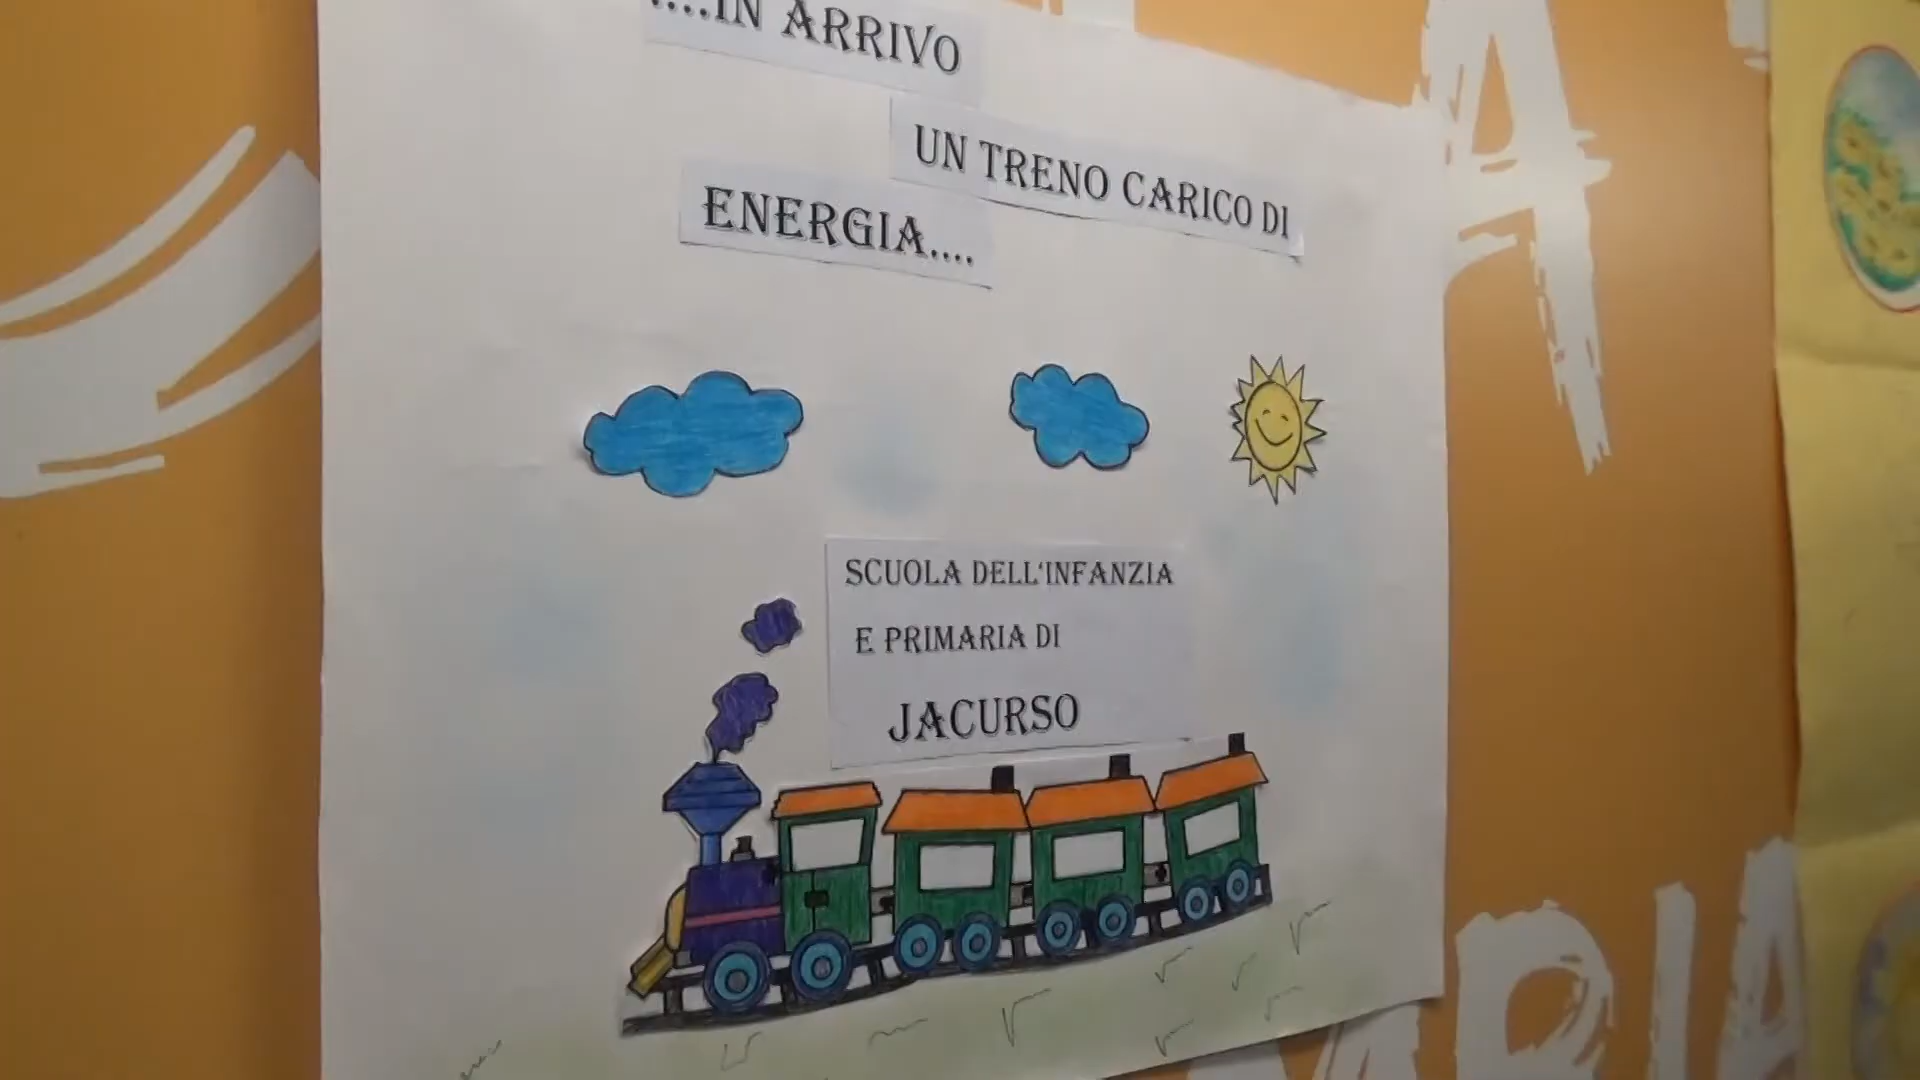 ....IN ARRIVO
UN TRENO CARICO DI
ENERGIA....
SCUOLA DELL'INFANZIA
E PRIMARIA DI
JACURSO